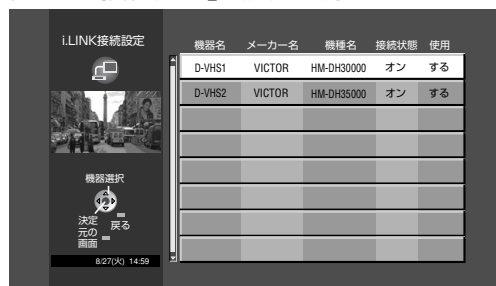 i.LINK接続設定
機器選択
決定
戻る
元の
画面
8/27(火) 14:59
機器名 メーカー名 機種名 接続状態 使用
D-VHS1 VICTOR HM-DH30000 オン する
D-VHS2 VICTOR HM-DH35000 オン する